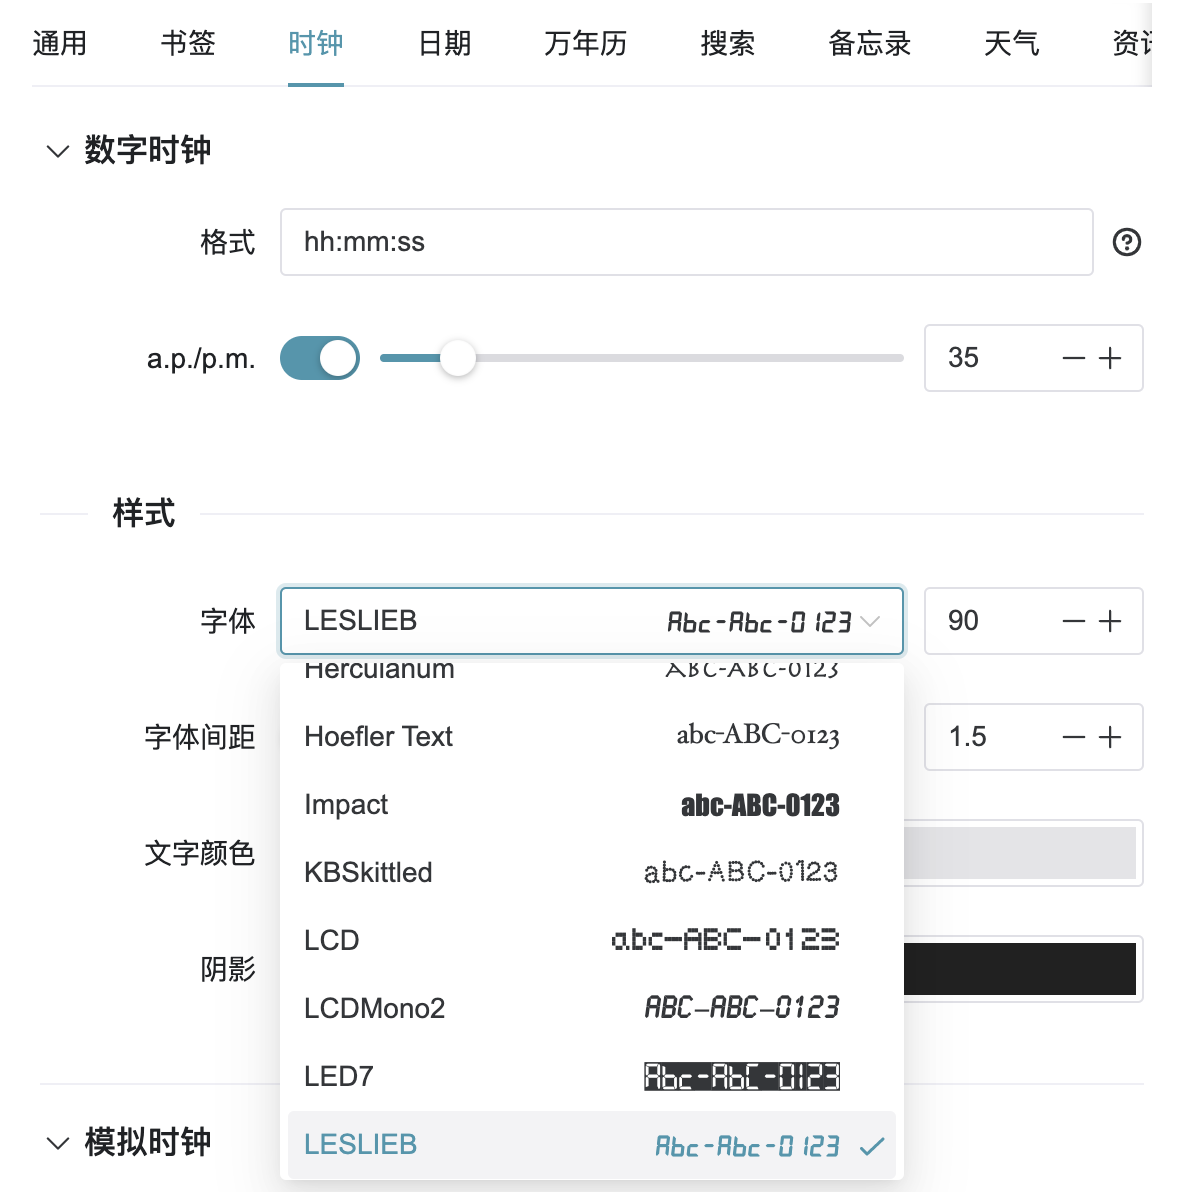 通用 书签 时钟 日期 万年历 搜索 备忘录 天气
数字时钟
格式 hh:mm:ss
a.p./p.m. 35
样式
字体 LESLIEB Abc-Abc-0123 90
Herculanum ABC-ABC-0123
Hoefler Text abc-ABC-0123
字体间距 1.5
Impact abc-ABC-0123
文字颜色
KBSkittled abc-ABC-0123
LCD abc-ABC-0123
阴影
LCDMono2 ABC-ABC-0123
LED7 Abc-AbC-0123
模拟时钟
LESLIEB Abc-Abc-0123